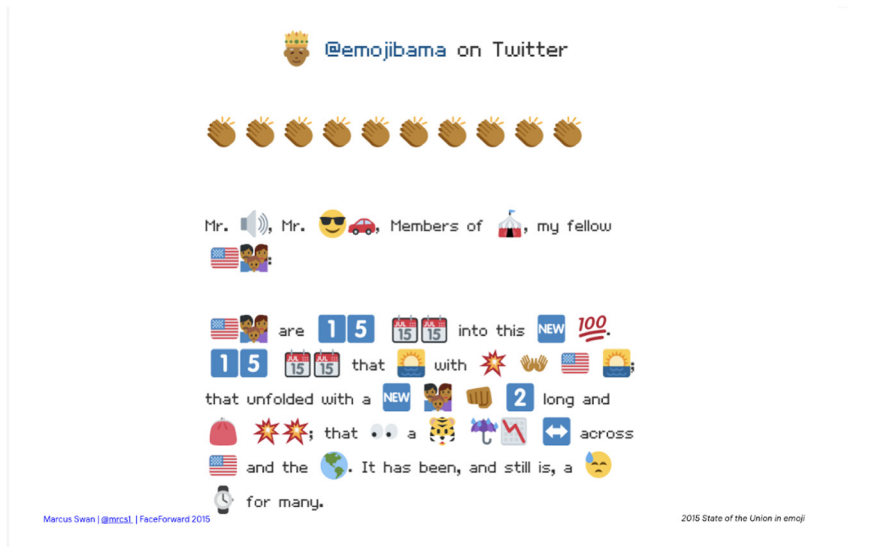 @emojibama on Twitter
Mr. 🔊, Mr. 😎🚗, Members of 🎪, my fellow
🇺🇸👪:
🇺🇸👪 are 1️⃣5️⃣ 📅📅 into this 🆕 💯.
1️⃣5️⃣ 📅📅 that 🌅 with 💥 👐 🇺🇸 🌅;
that unfolded with a 🆕 👪 👊 2️⃣ long and
👛 💥💥; that 👀 a 🐯 ☔📉 ↔️ across
🇺🇸 and the 🌎. It has been, and still is, a 😓
⌚ for many.
Marcus Swan | @mrcs1 | FaceForward 2015
2015 State of the Union in emoji